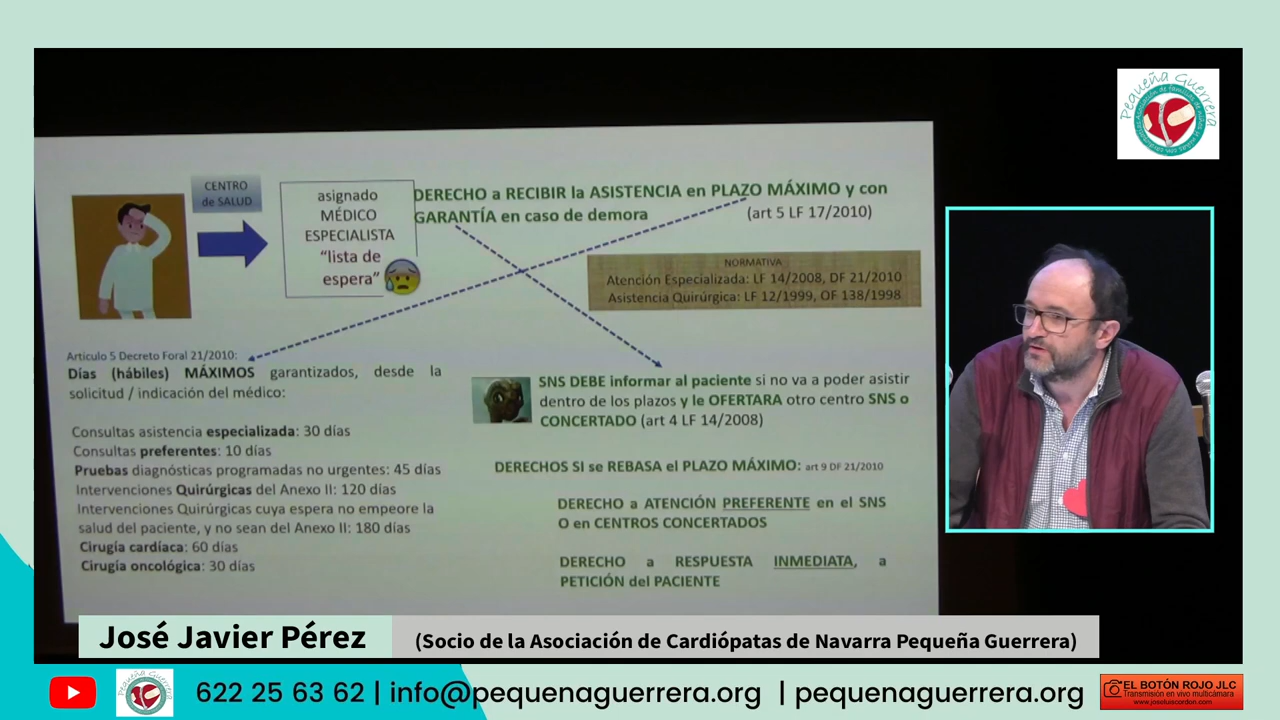 Pequeña Guerrera
CENTRO
de SALUD
asignado
MÉDICO
ESPECIALISTA
“lista de
espera”
DERECHO a RECIBIR la ASISTENCIA en PLAZO MÁXIMO y con
GARANTÍA en caso de demora
(art 5 LF 17/2010)
NORMATIVA
Atención Especializada: LF 14/2008, DF 21/2010
Asistencia Quirúrgica: LF 12/1999, OF 138/1998
Artículo 5 Decreto Foral 21/2010:
Días (hábiles) MÁXIMOS garantizados, desde la
solicitud / indicación del médico:
Consultas asistencia especializada: 30 días
Consultas preferentes: 10 días
Pruebas diagnósticas programadas no urgentes: 45 días
Intervenciones Quirúrgicas del Anexo II: 120 días
Intervenciones Quirúrgicas cuya espera no empeore la
salud del paciente, y no sean del Anexo II: 180 días
Cirugía cardíaca: 60 días
Cirugía oncológica: 30 días
SNS DEBE informar al paciente si no va a poder asistir
dentro de los plazos y le OFERTARA otro centro SNS o
CONCERTADO (art 4 LF 14/2008)
DERECHOS SI se REBASA el PLAZO MÁXIMO: art 9 DF 21/2010
DERECHO a ATENCIÓN PREFERENTE en el SNS
O en CENTROS CONCERTADOS
DERECHO a RESPUESTA INMEDIATA, a
PETICIÓN del PACIENTE
José Javier Pérez
(Socio de la Asociación de Cardiópatas de Navarra Pequeña Guerrera)
622 25 63 62 | info@pequenaguerrera.org | pequenaguerrera.org
EL BOTÓN ROJO JLC
Transmisión en vivo multicámara
www.joseluiscordon.com